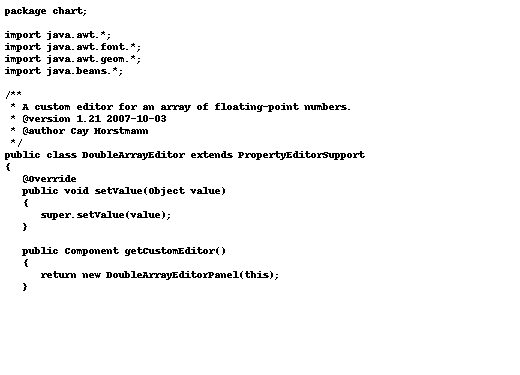 package chart;

import java.awt.*;
import java.awt.font.*;
import java.awt.geom.*;
import java.beans.*;

/**
 * A custom editor for an array of floating-point numbers.
 * @version 1.21 2007-10-03
 * @author Cay Horstmann
 */
public class DoubleArrayEditor extends PropertyEditorSupport
{
   @Override
   public void setValue(Object value)
   {
      super.setValue(value);
   }

   public Component getCustomEditor()
   {
      return new DoubleArrayEditorPanel(this);
   }